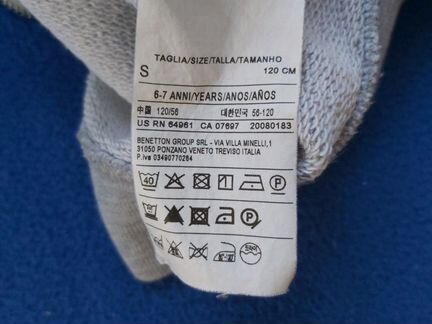 TAGLIA/SIZE/TALLA/TAMANHO
S 120 CM
6-7 ANNI/YEARS/ANOS/AÑOS
中国 120/56 대한민국 56-120
US RN 64961 CA 07697 20080183
BENETTON GROUP SRL - VIA VILLA MINELLI,1
31050 PONZANO VENETO TREVISO ITALIA
P.Iva 03490770264
40 P